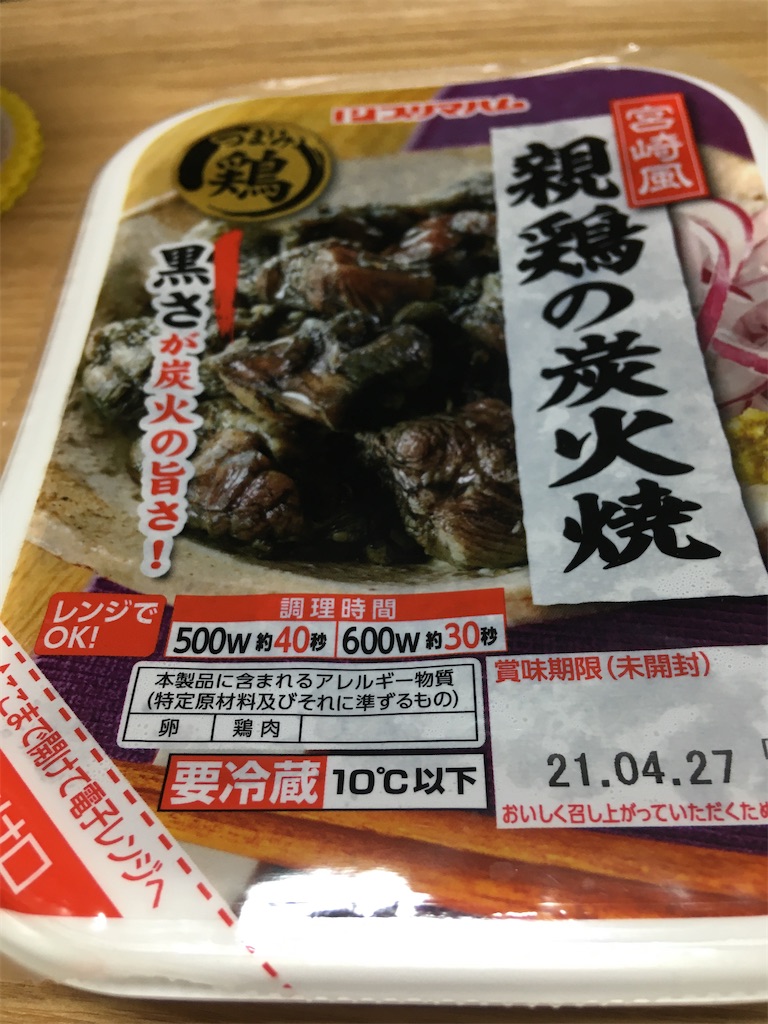 プリマハム
宮崎風
親鶏の炭火焼
つまり
鶏
黒さが炭火の旨さ!
レンジで
OK!
調理時間
500W 約40秒 600W 約30秒
本製品に含まれるアレルギー物質
(特定原材料及びそれに準ずるもの)
卵 鶏肉
要冷蔵 10℃以下
賞味期限(未開封)
21.04.27
おいしく召し上がっていただくため
ここまで開けて電子レンジへ
け口